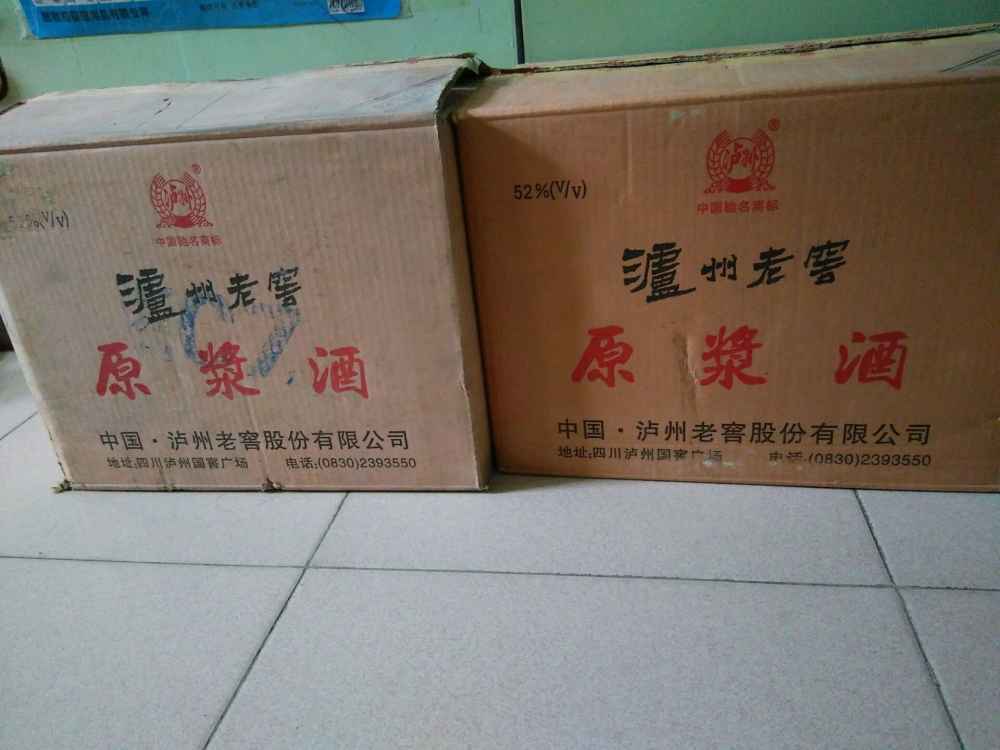 泸州
®
中国驰名商标
52%(V/V)
瀘州老窖
原漿酒
中国·泸州老窖股份有限公司
地址:四川泸州国窖广场 电话:(0830)2393550
泸州
®
中国驰名商标
52%(V/V)
瀘州老窖
原漿酒
中国·泸州老窖股份有限公司
地址:四川泸州国窖广场 电话:(0830)2393550